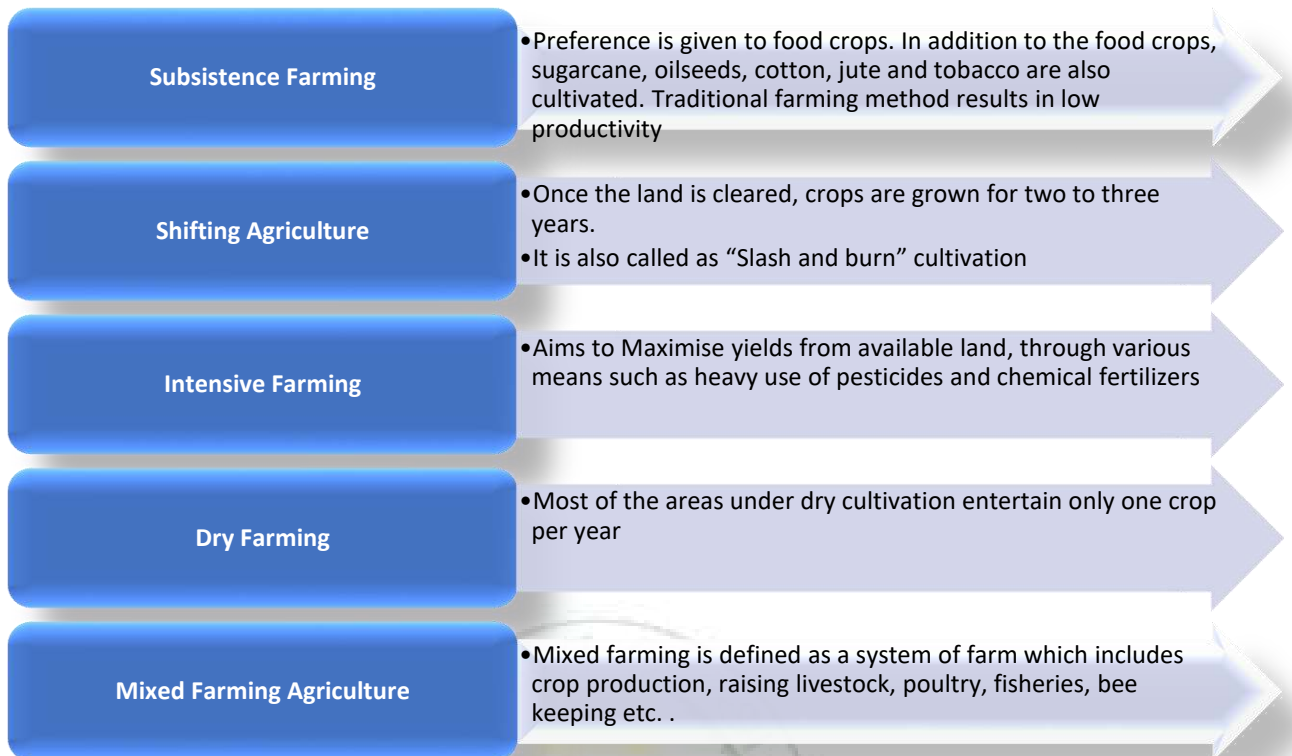 Subsistence Farming
•Preference is given to food crops. In addition to the food crops,
sugarcane, oilseeds, cotton, jute and tobacco are also
cultivated. Traditional farming method results in low
productivity
Shifting Agriculture
•Once the land is cleared, crops are grown for two to three
years.
•It is also called as “Slash and burn” cultivation
Intensive Farming
•Aims to Maximise yields from available land, through various
means such as heavy use of pesticides and chemical fertilizers
Dry Farming
•Most of the areas under dry cultivation entertain only one crop
per year
Mixed Farming Agriculture
•Mixed farming is defined as a system of farm which includes
crop production, raising livestock, poultry, fisheries, bee
keeping etc. .